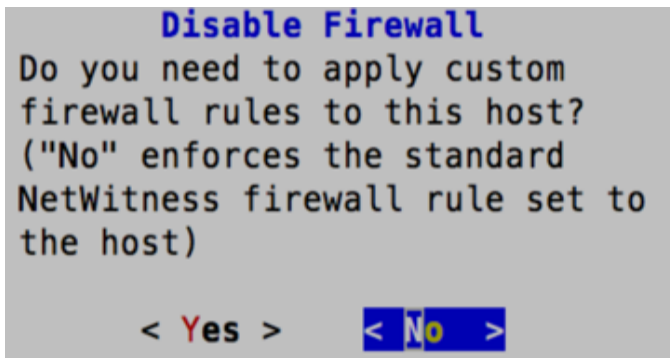 Disable Firewall
Do you need to apply custom
firewall rules to this host?
("No" enforces the standard
NetWitness firewall rule set to
the host)
< Yes > < No >